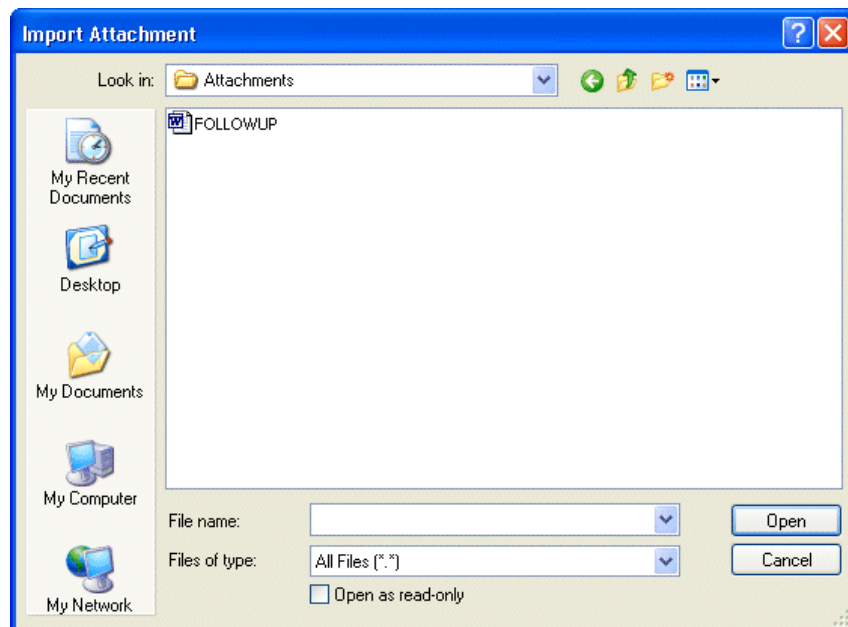 Import Attachment
Look in:
Attachments
FOLLOWUP
My Recent
Documents
Desktop
My Documents
My Computer
My Network
File name:
Open
Files of type:
All Files (*.*)
Cancel
Open as read-only